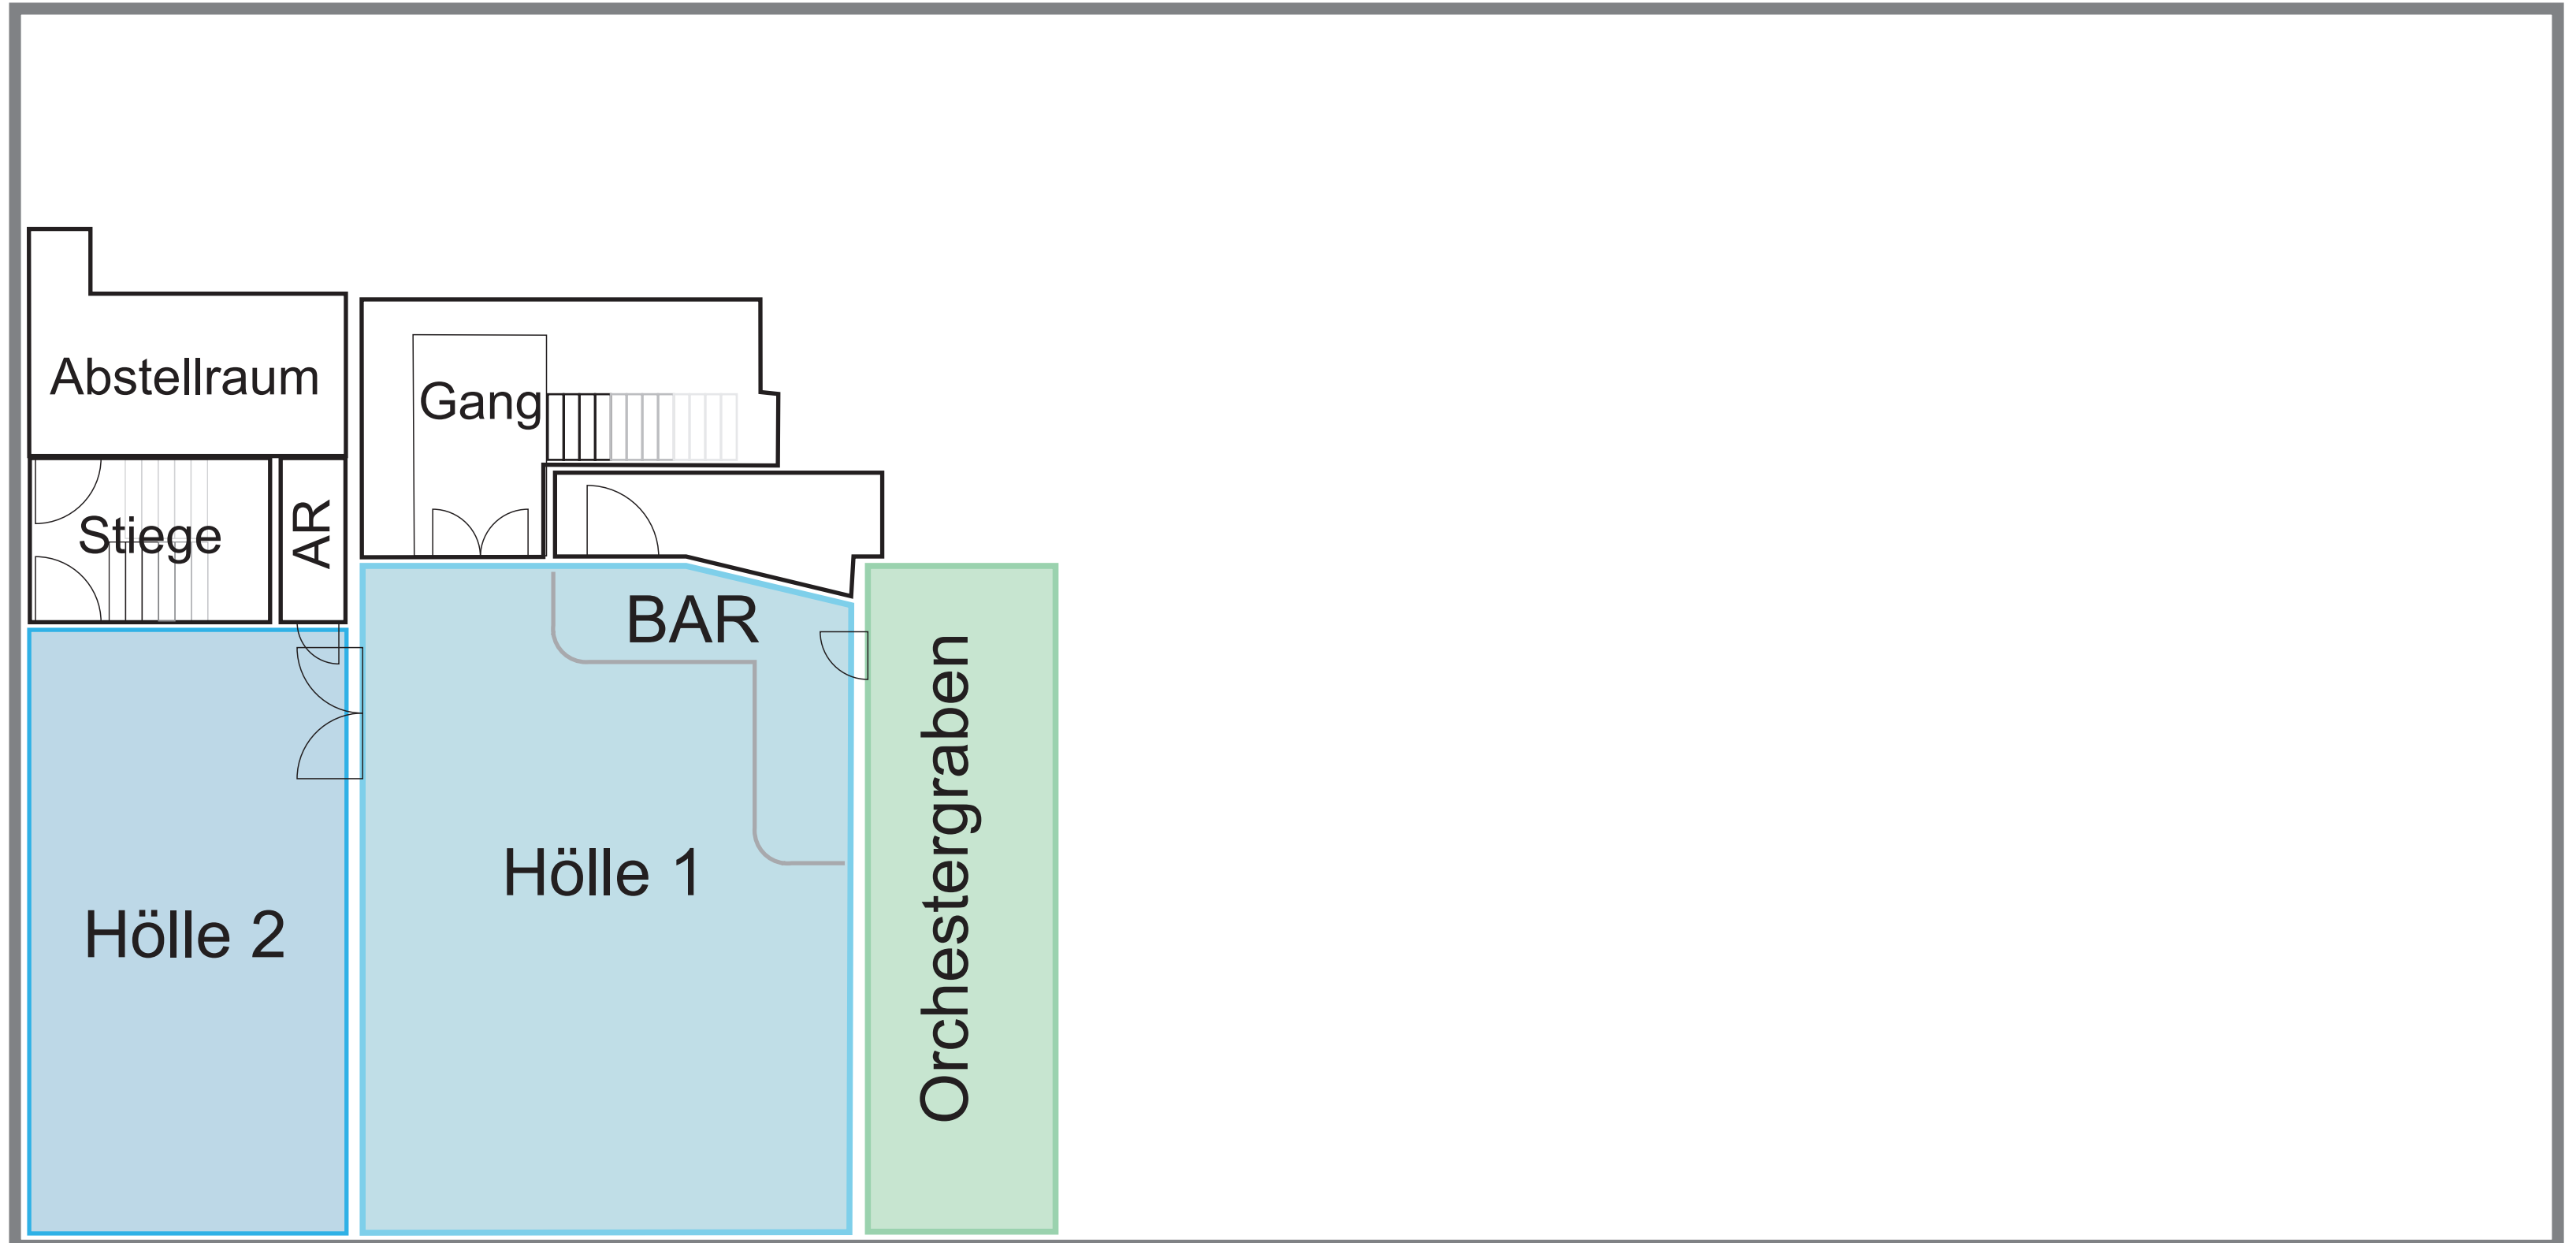 Abstellraum
Gang
Stiege
AR
BAR
Hölle 1
Hölle 2
Orchestergraben